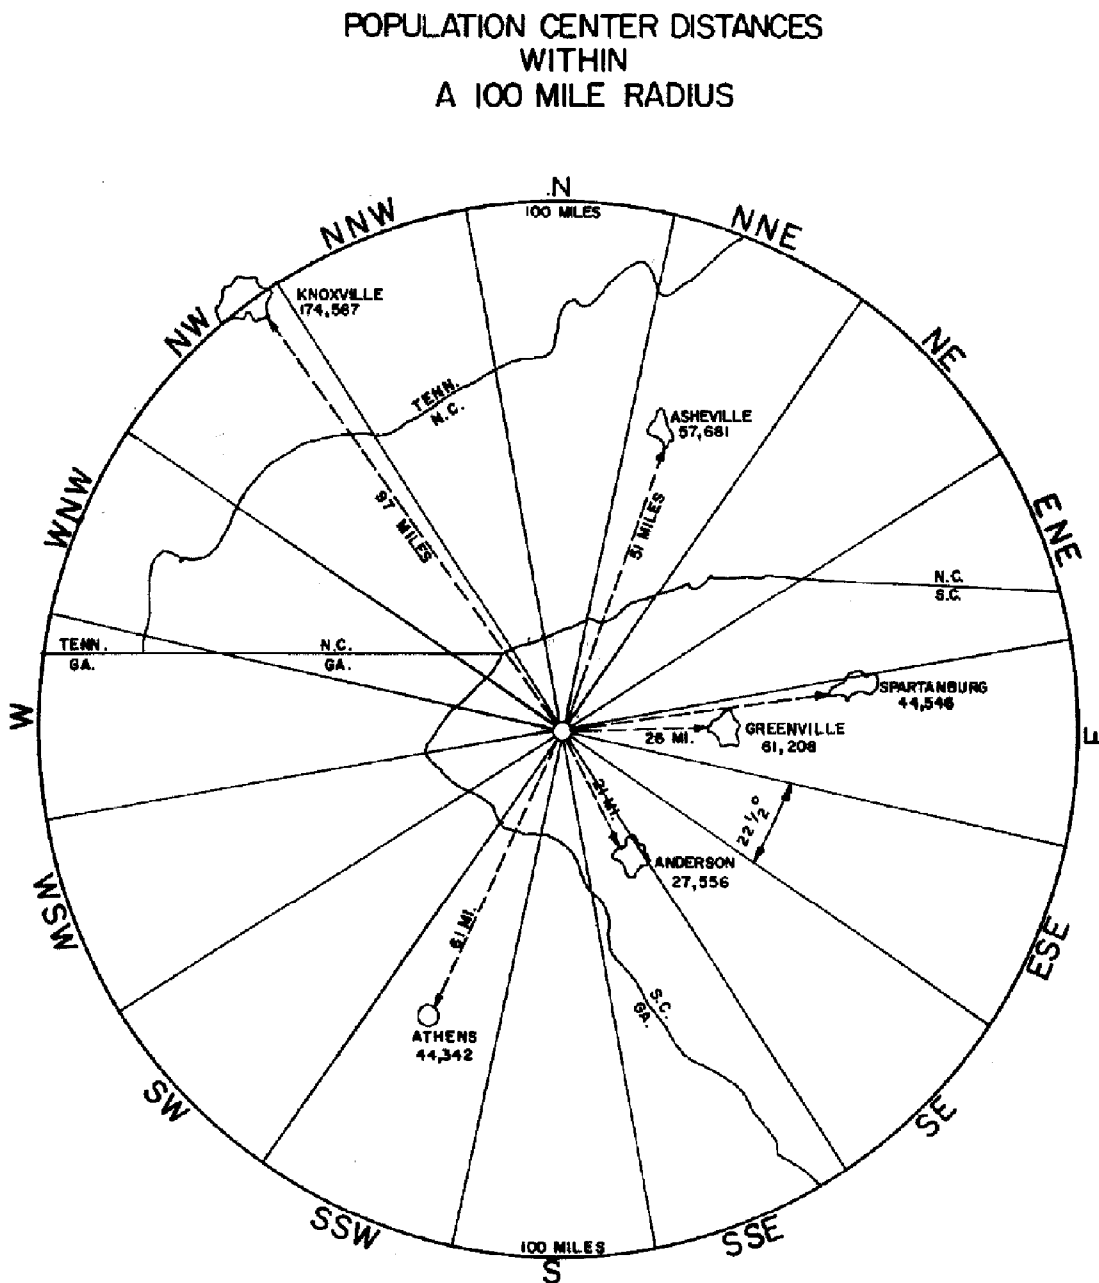 POPULATION CENTER DISTANCES
WITHIN
A 100 MILE RADIUS
N
100 MILES
NNW
NNE
KNOXVILLE
174,587
NW
NE
TENN.
N.C.
ASHEVILLE
57,681
WNW
ENE
97 MILES
51 MILES
N.C.
S.C.
TENN.
GA.
N.C.
GA.
SPARTANBURG
44,546
W
GREENVILLE
61,208
26 MI.
E
21 MI.
22 1/2°
ANDERSON
27,556
WSW
ESE
61 MI.
S.C.
GA.
ATHENS
44,342
SW
SE
SSW
SSE
100 MILES
S